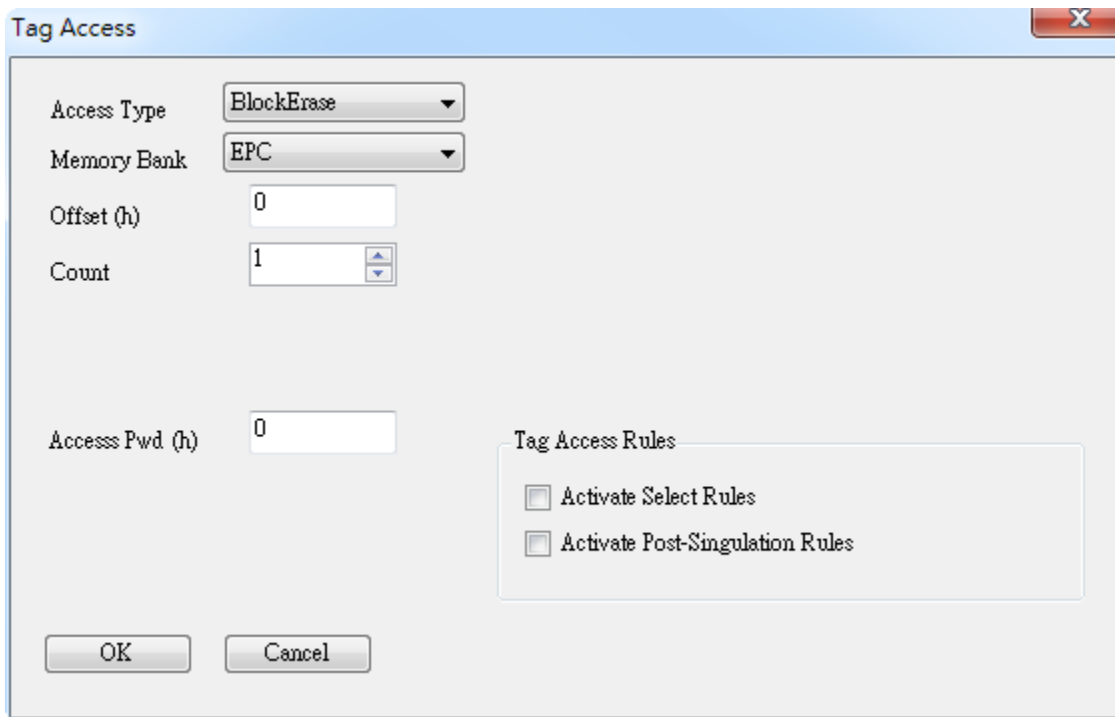 Tag Access
Access Type BlockErase
Memory Bank EPC
Offset (h) 0
Count 1
Accesss Pwd (h) 0
Tag Access Rules
Activate Select Rules
Activate Post-Singulation Rules
OK Cancel